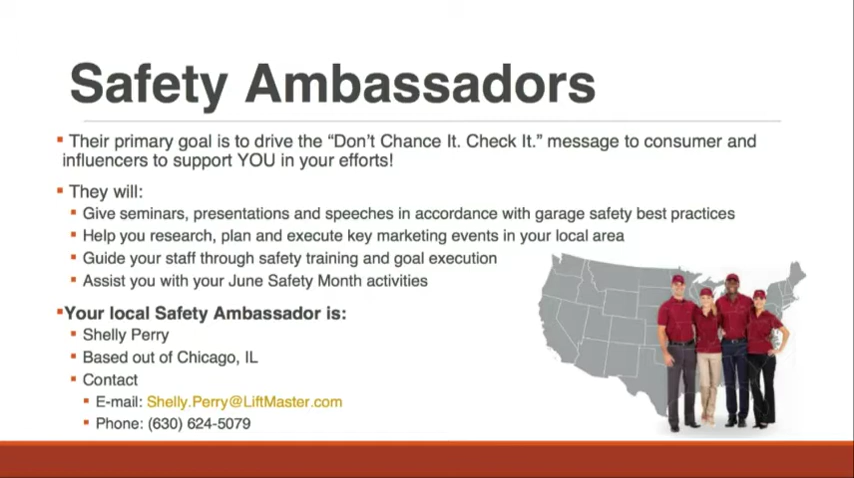 Safety Ambassadors
Their primary goal is to drive the “Don’t Chance It. Check It.” message to consumer and
influencers to support YOU in your efforts!
They will:
Give seminars, presentations and speeches in accordance with garage safety best practices
Help you research, plan and execute key marketing events in your local area
Guide your staff through safety training and goal execution
Assist you with your June Safety Month activities
Your local Safety Ambassador is:
Shelly Perry
Based out of Chicago, IL
Contact
E-mail: Shelly.Perry@LiftMaster.com
Phone: (630) 624-5079